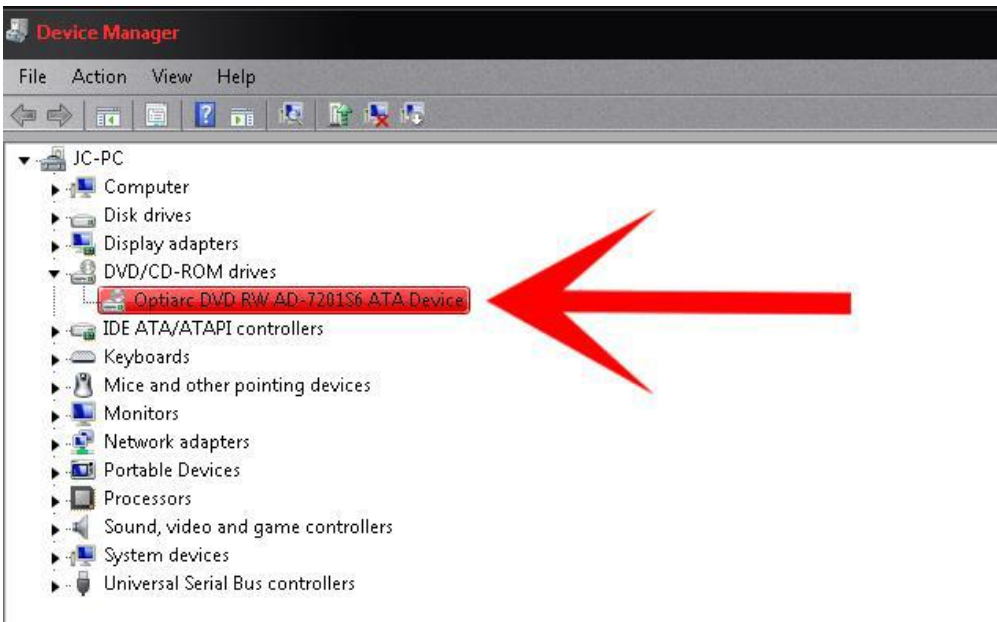 Device Manager
File Action View Help
JC-PC
Computer
Disk drives
Display adapters
DVD/CD-ROM drives
Optiarc DVD RW AD-7201S6 ATA Device
IDE ATA/ATAPI controllers
Keyboards
Mice and other pointing devices
Monitors
Network adapters
Portable Devices
Processors
Sound, video and game controllers
System devices
Universal Serial Bus controllers